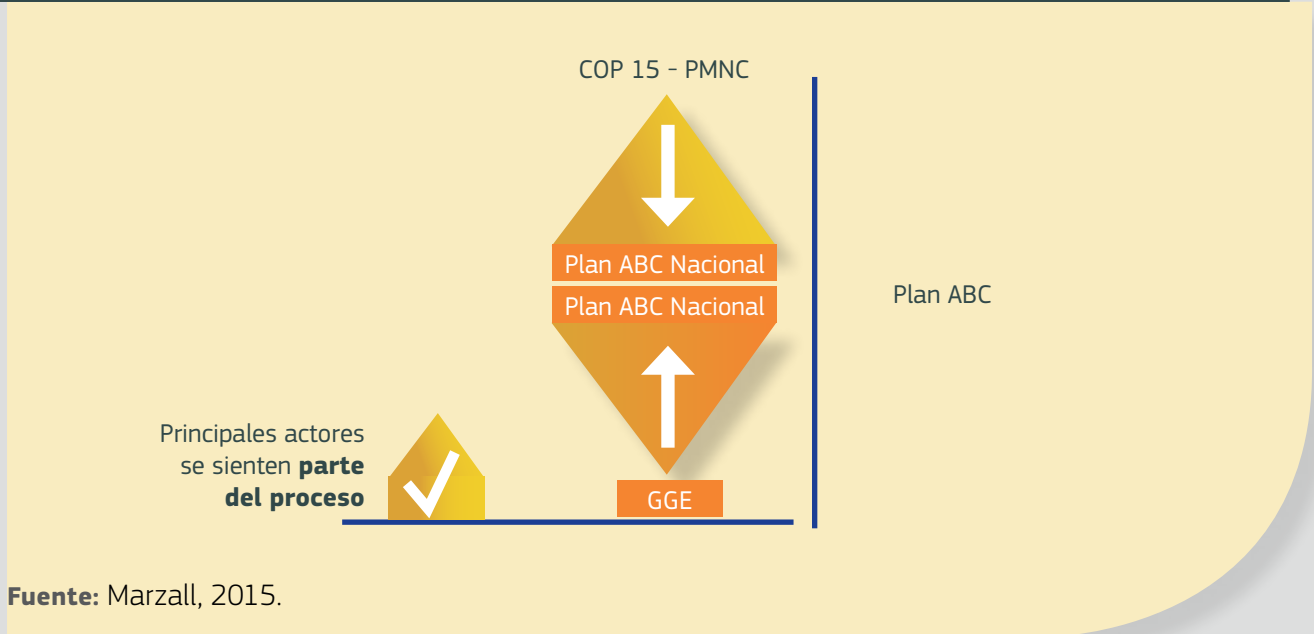 COP 15 - PMNC
Plan ABC Nacional
Plan ABC Nacional
Plan ABC
Principales actores
se sienten parte
del proceso
GGE
Fuente: Marzall, 2015.